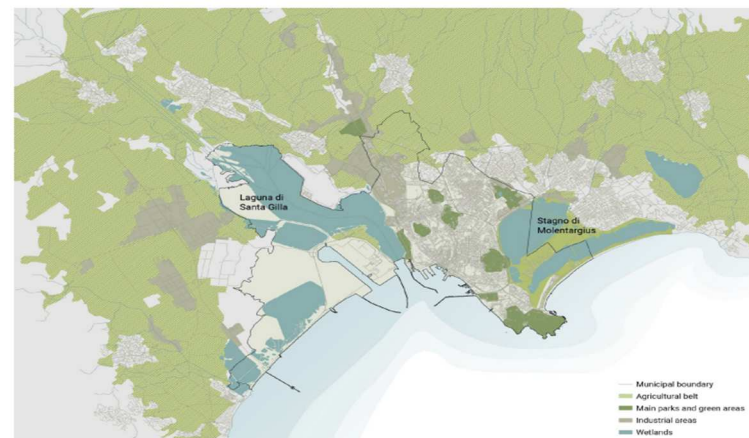 Laguna di
Santa Gilla
Stagno di
Molentargius
Municipal boundary
Agricultural belt
Main parks and green areas
Industrial areas
Wetlands